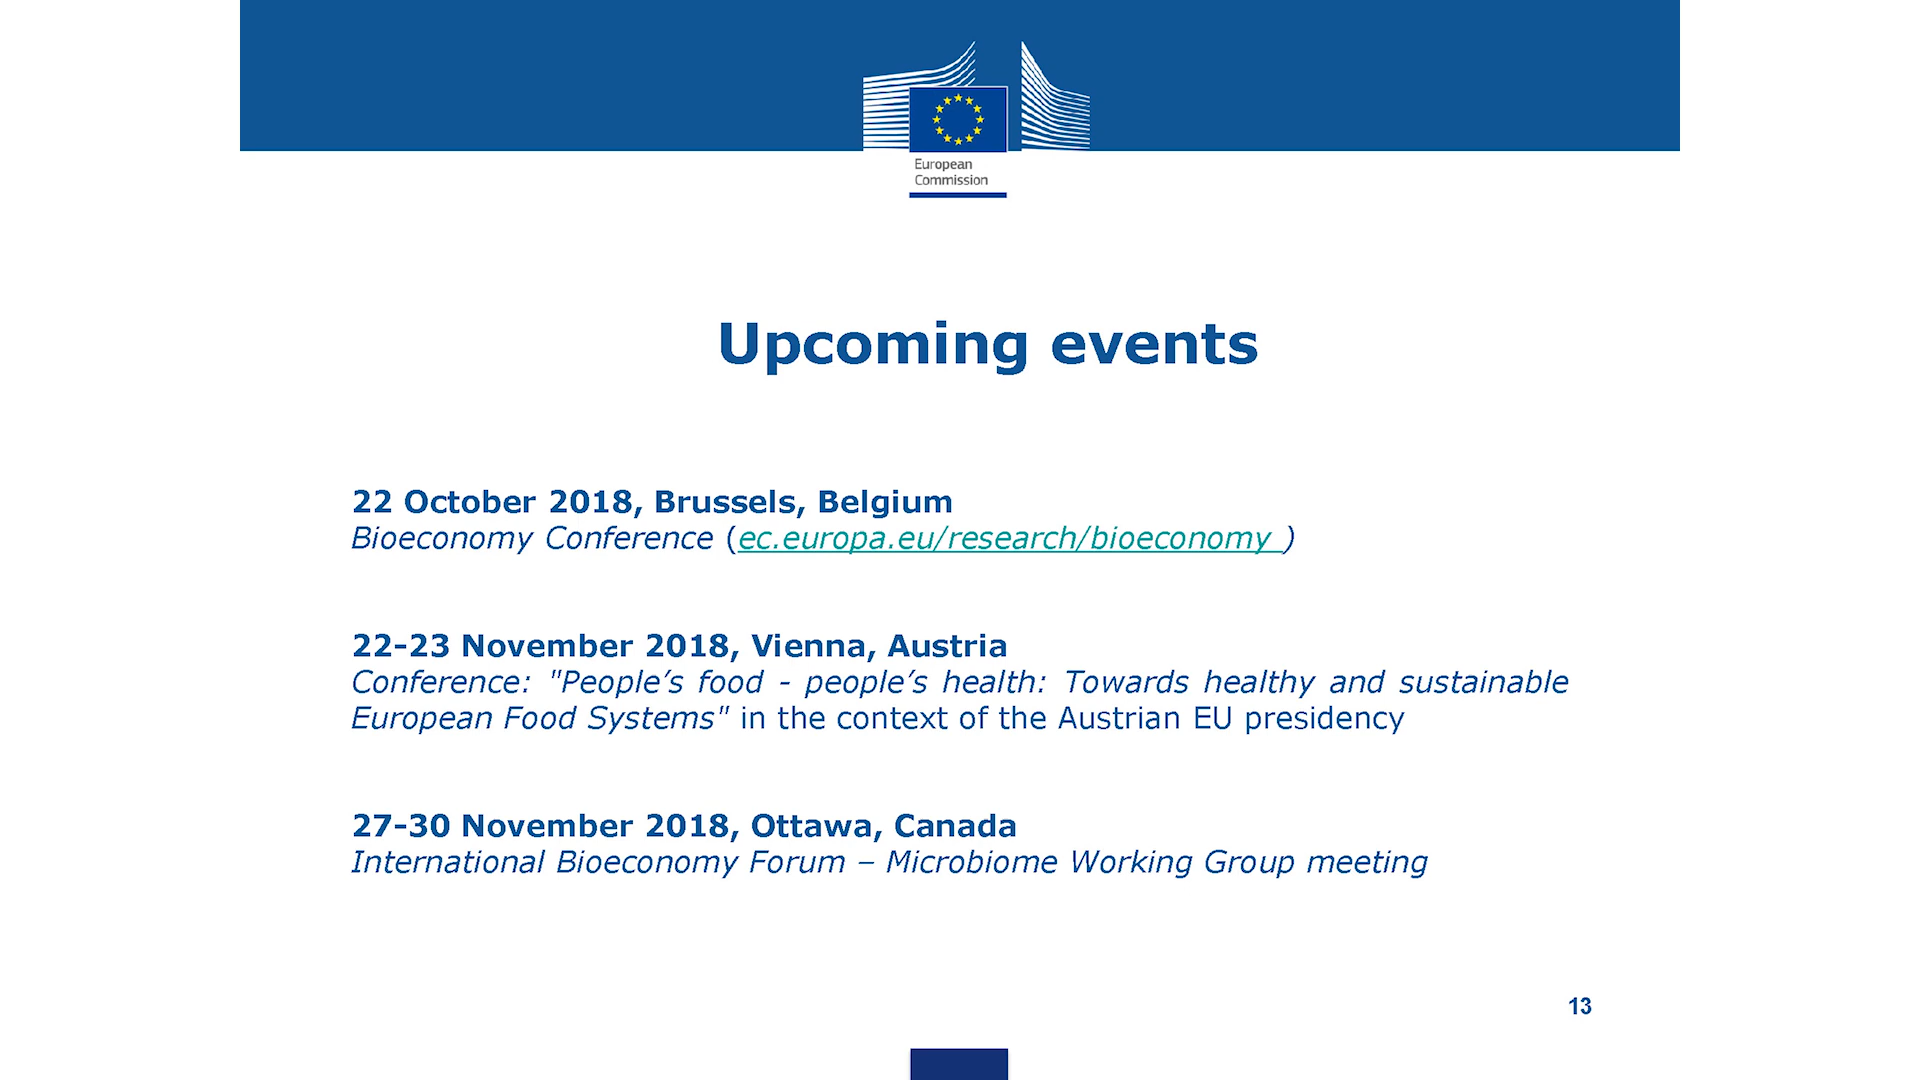 European
Commission
Upcoming events
22 October 2018, Brussels, Belgium
Bioeconomy Conference (ec.europa.eu/research/bioeconomy )
22-23 November 2018, Vienna, Austria
Conference: "People’s food - people’s health: Towards healthy and sustainable
European Food Systems" in the context of the Austrian EU presidency
27-30 November 2018, Ottawa, Canada
International Bioeconomy Forum – Microbiome Working Group meeting
13